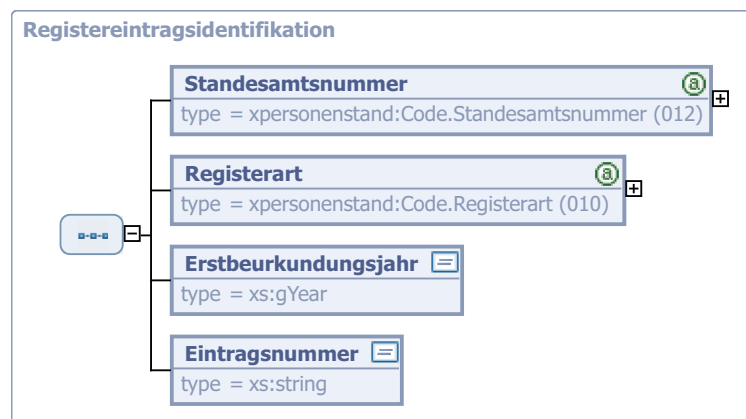 Registereintragsidentifikation
Standesamtsnummer
type = xpersonenstand:Code.Standesamtsnummer (012)
Registerart
type = xpersonenstand:Code.Registerart (010)
Erstbeurkundungsjahr
type = xs:gYear
Eintragsnummer
type = xs:string